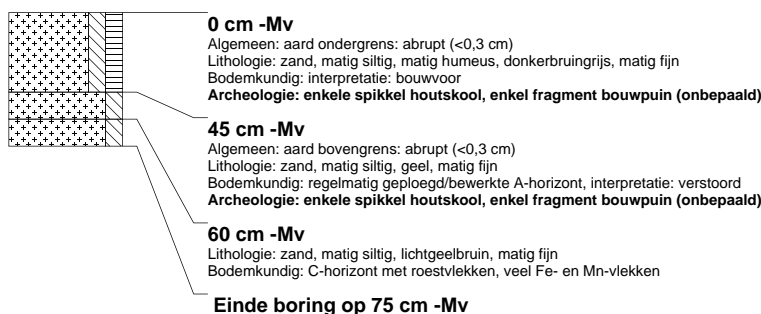 0 cm -Mv
Algemeen: aard ondergrens: abrupt (<0,3 cm)
Lithologie: zand, matig siltig, matig humeus, donkerbruingrijs, matig fijn
Bodemkundig: interpretatie: bouwvoor
Archeologie: enkele spikkel houtskool, enkel fragment bouwpuin (onbepaald)
45 cm -Mv
Algemeen: aard bovengrens: abrupt (<0,3 cm)
Lithologie: zand, matig siltig, geel, matig fijn
Bodemkundig: regelmatig geploegd/bewerkte A-horizont, interpretatie: verstoord
Archeologie: enkele spikkel houtskool, enkel fragment bouwpuin (onbepaald)
60 cm -Mv
Lithologie: zand, matig siltig, lichtgeelbruin, matig fijn
Bodemkundig: C-horizont met roestvlekken, veel Fe- en Mn-vlekken
Einde boring op 75 cm -Mv